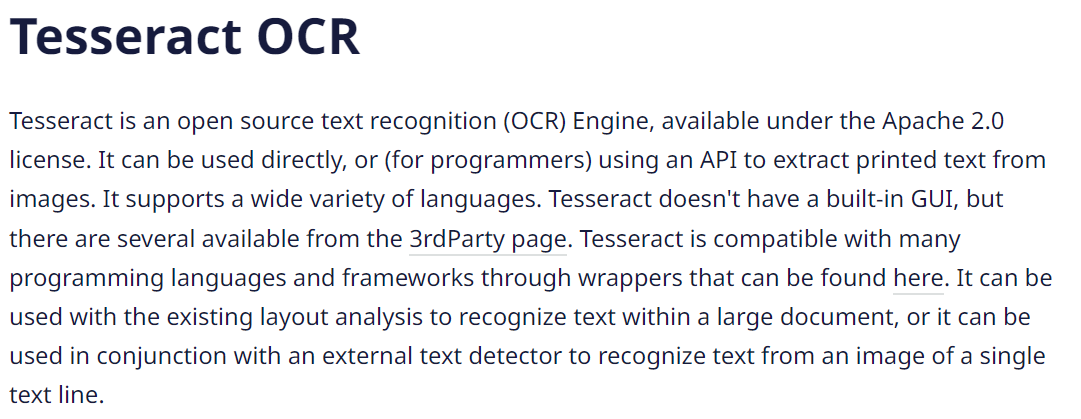 Tesseract OCR
Tesseract is an open source text recognition (OCR) Engine, available under the Apache 2.0
license. It can be used directly, or (for programmers) using an API to extract printed text from
images. It supports a wide variety of languages. Tesseract doesn't have a built-in GUI, but
there are several available from the 3rdParty page. Tesseract is compatible with many
programming languages and frameworks through wrappers that can be found here. It can be
used with the existing layout analysis to recognize text within a large document, or it can be
used in conjunction with an external text detector to recognize text from an image of a single
text line.